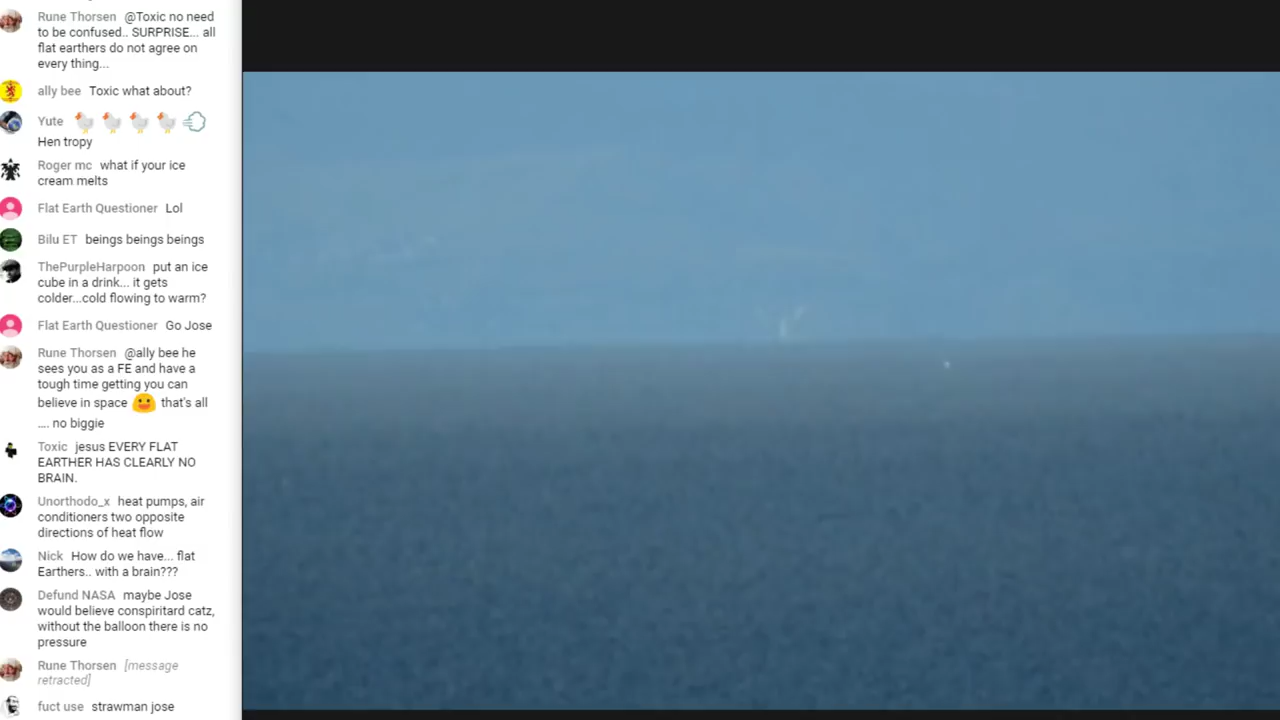 Rune Thorsen @Toxic no need
to be confused.. SURPRISE... all
flat earthers do not agree on
every thing...
ally bee Toxic what about?
Yute 🐔 🐔 🐔 🐔 💨
Hen tropy
Roger mc what if your ice
cream melts
Flat Earth Questioner Lol
Bilu ET beings beings beings
ThePurpleHarpoon put an ice
cube in a drink... it gets
colder...cold flowing to warm?
Flat Earth Questioner Go Jose
Rune Thorsen @ally bee he
sees you as a FE and have a
tough time getting you can
believe in space 😃 that's all
.... no biggie
Toxic jesus EVERY FLAT
EARTHER HAS CLEARLY NO
BRAIN.
Unorthodo_x heat pumps, air
conditioners two opposite
directions of heat flow
Nick How do we have... flat
Earthers.. with a brain???
Defund NASA maybe Jose
would believe conspiritard catz,
without the balloon there is no
pressure
Rune Thorsen [message
retracted]
fuct use strawman jose